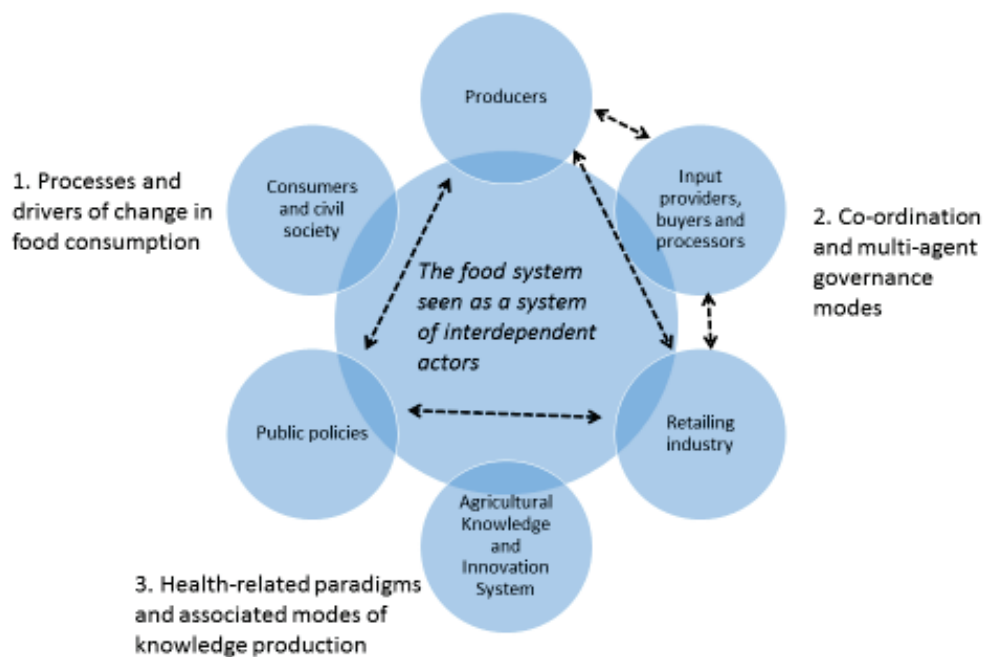 Producers
1. Processes and
drivers of change in
food consumption
Consumers
and civil
society
Input
providers,
buyers and
processors
2. Co-ordination
and multi-agent
governance
modes
The food system
seen as a system
of interdependent
actors
Public policies
Retailing
industry
Agricultural
Knowledge
and
Innovation
System
3. Health-related paradigms
and associated modes of
knowledge production